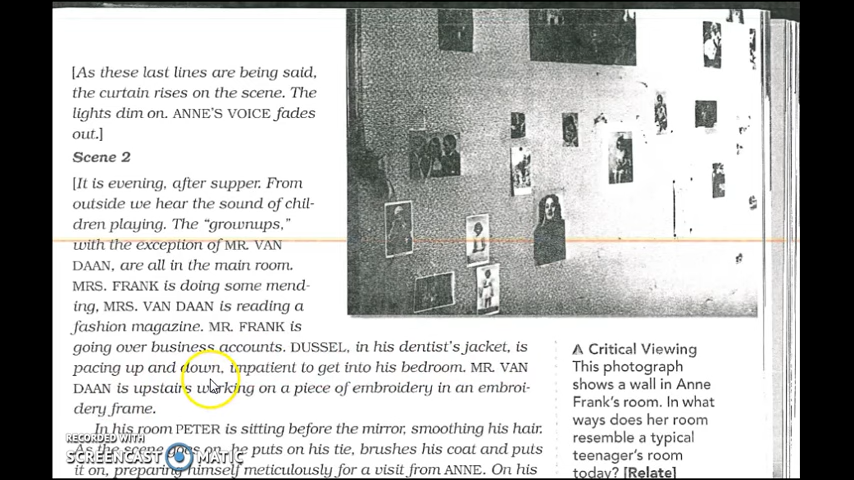 [As these last lines are being said,
the curtain rises on the scene. The
lights dim on. ANNE'S VOICE fades
out.]
Scene 2
[It is evening, after supper. From
outside we hear the sound of chil-
dren playing. The "grownups,"
with the exception of MR. VAN
DAAN, are all in the main room.
MRS. FRANK is doing some mend-
ing, MRS. VAN DAAN is reading a
fashion magazine. MR. FRANK is
going over business accounts. DUSSEL, in his dentist's jacket, is
pacing up and down, impatient to get into his bedroom. MR. VAN
DAAN is upstairs working on a piece of embroidery in an embroi-
dery frame.
In his room PETER is sitting before the mirror, smoothing his hair.
As the scene goes on, he puts on his tie, brushes his coat and puts
it on, preparing himself meticulously for a visit from ANNE. On his
Critical Viewing
This photograph
shows a wall in Anne
Frank's room. In what
ways does her room
resemble a typical
teenager's room
today? [Relate]
RECORDED WITH
SCREENCAST MATIC